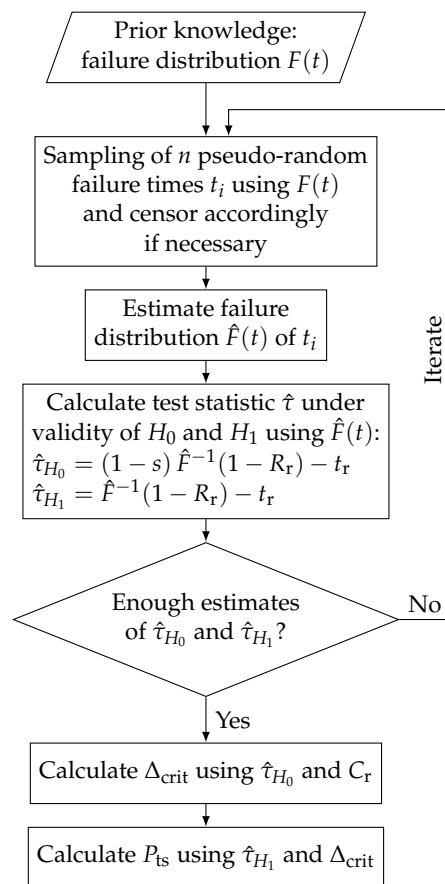 Prior knowledge:
failure distribution F(t)
Sampling of n pseudo-random
failure times t_i using F(t)
and censor accordingly
if necessary
Estimate failure
distribution F̂(t) of t_i
Calculate test statistic τ̂ under
validity of H_0 and H_1 using F̂(t):
τ̂_{H_0} = (1 − s) F̂^{-1}(1 − R_r) − t_r
τ̂_{H_1} = F̂^{-1}(1 − R_r) − t_r
Enough estimates
of τ̂_{H_0} and τ̂_{H_1}?
No
Iterate
Yes
Calculate Δ_crit using τ̂_{H_0} and C_r
Calculate P_ts using τ̂_{H_1} and Δ_crit